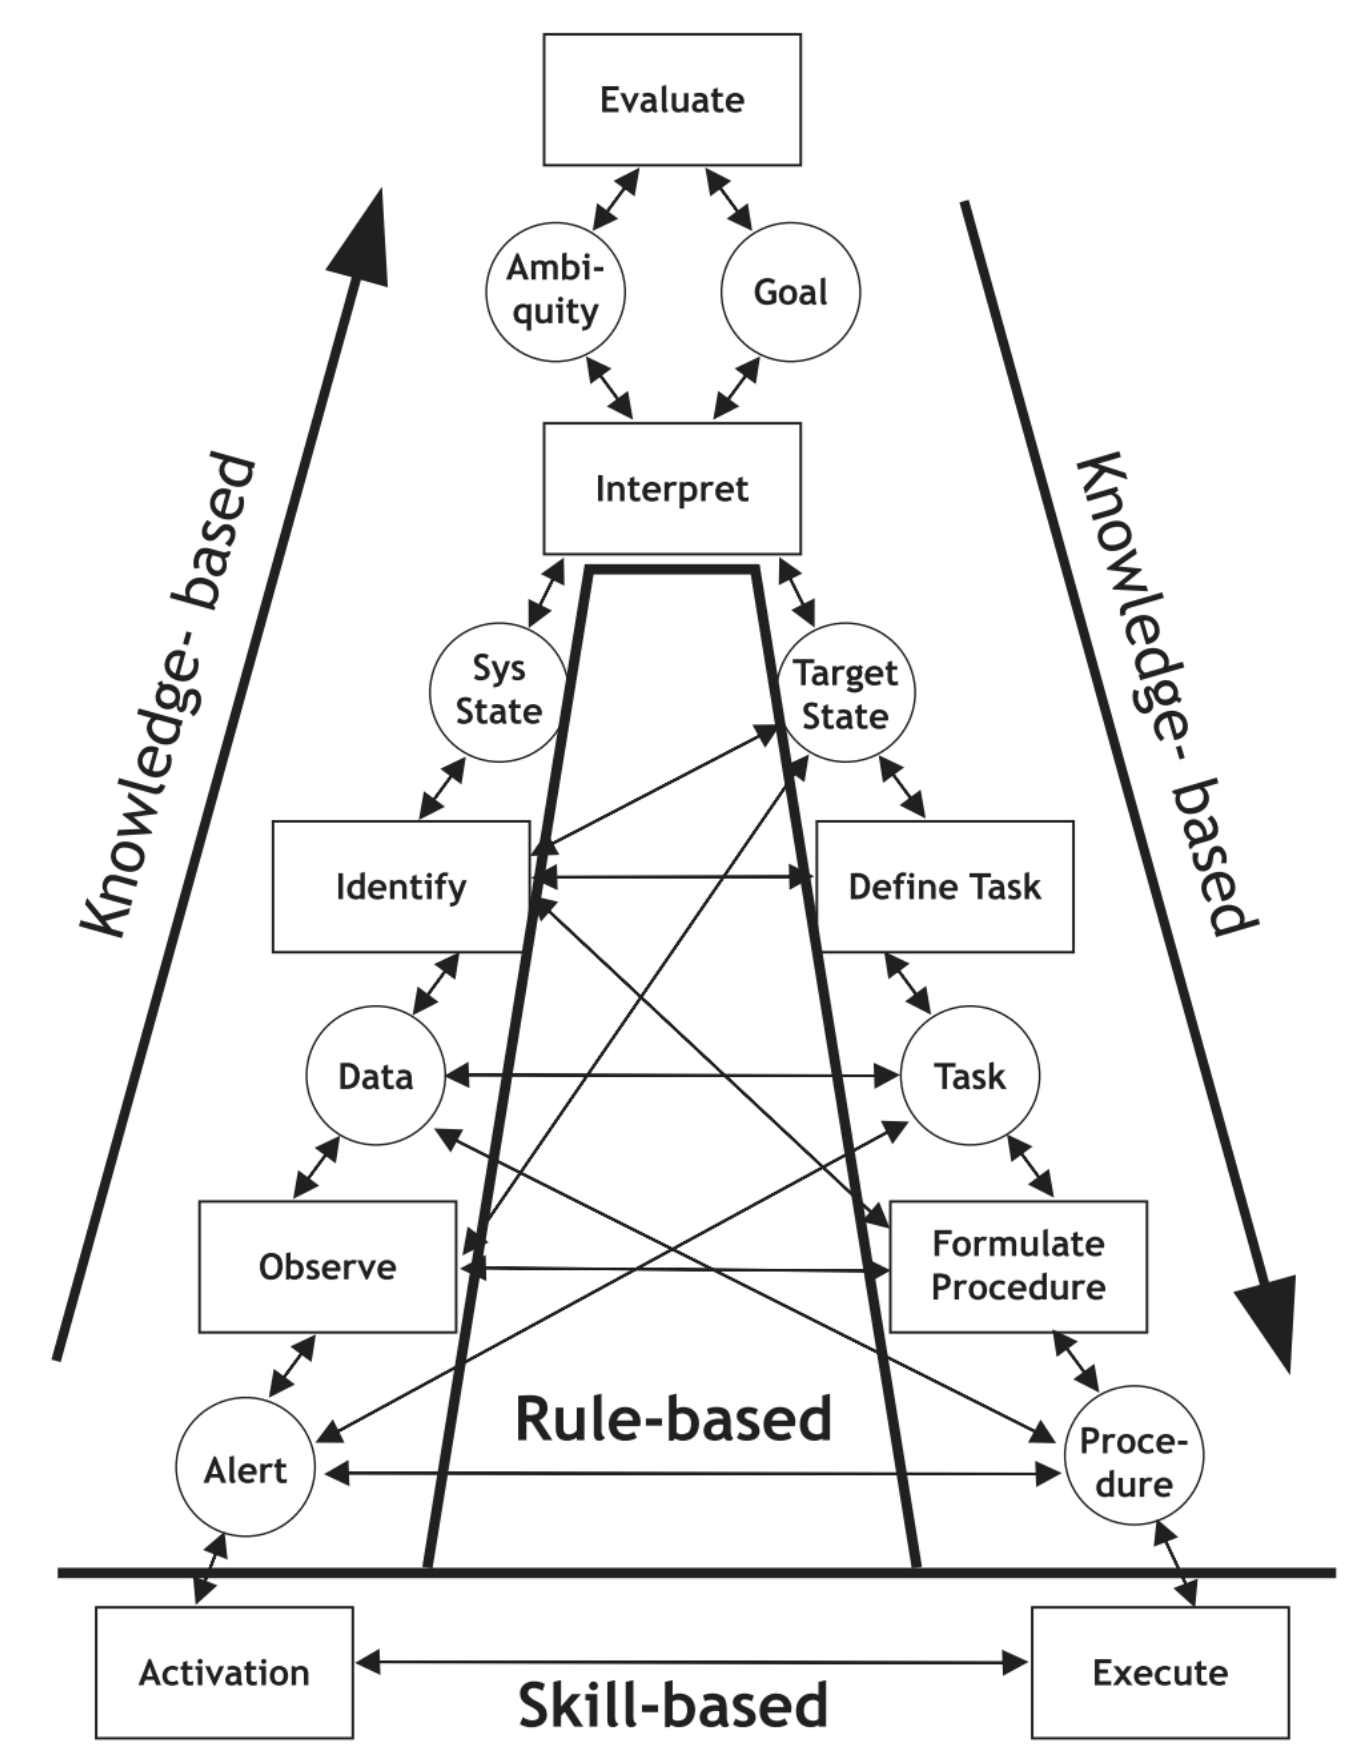 Evaluate
Ambi-
quity
Goal
Interpret
Knowledge- based
Knowledge- based
Sys
State
Target
State
Identify
Define Task
Data
Task
Observe
Formulate
Procedure
Rule-based
Alert
Proce-
dure
Activation
Execute
Skill-based